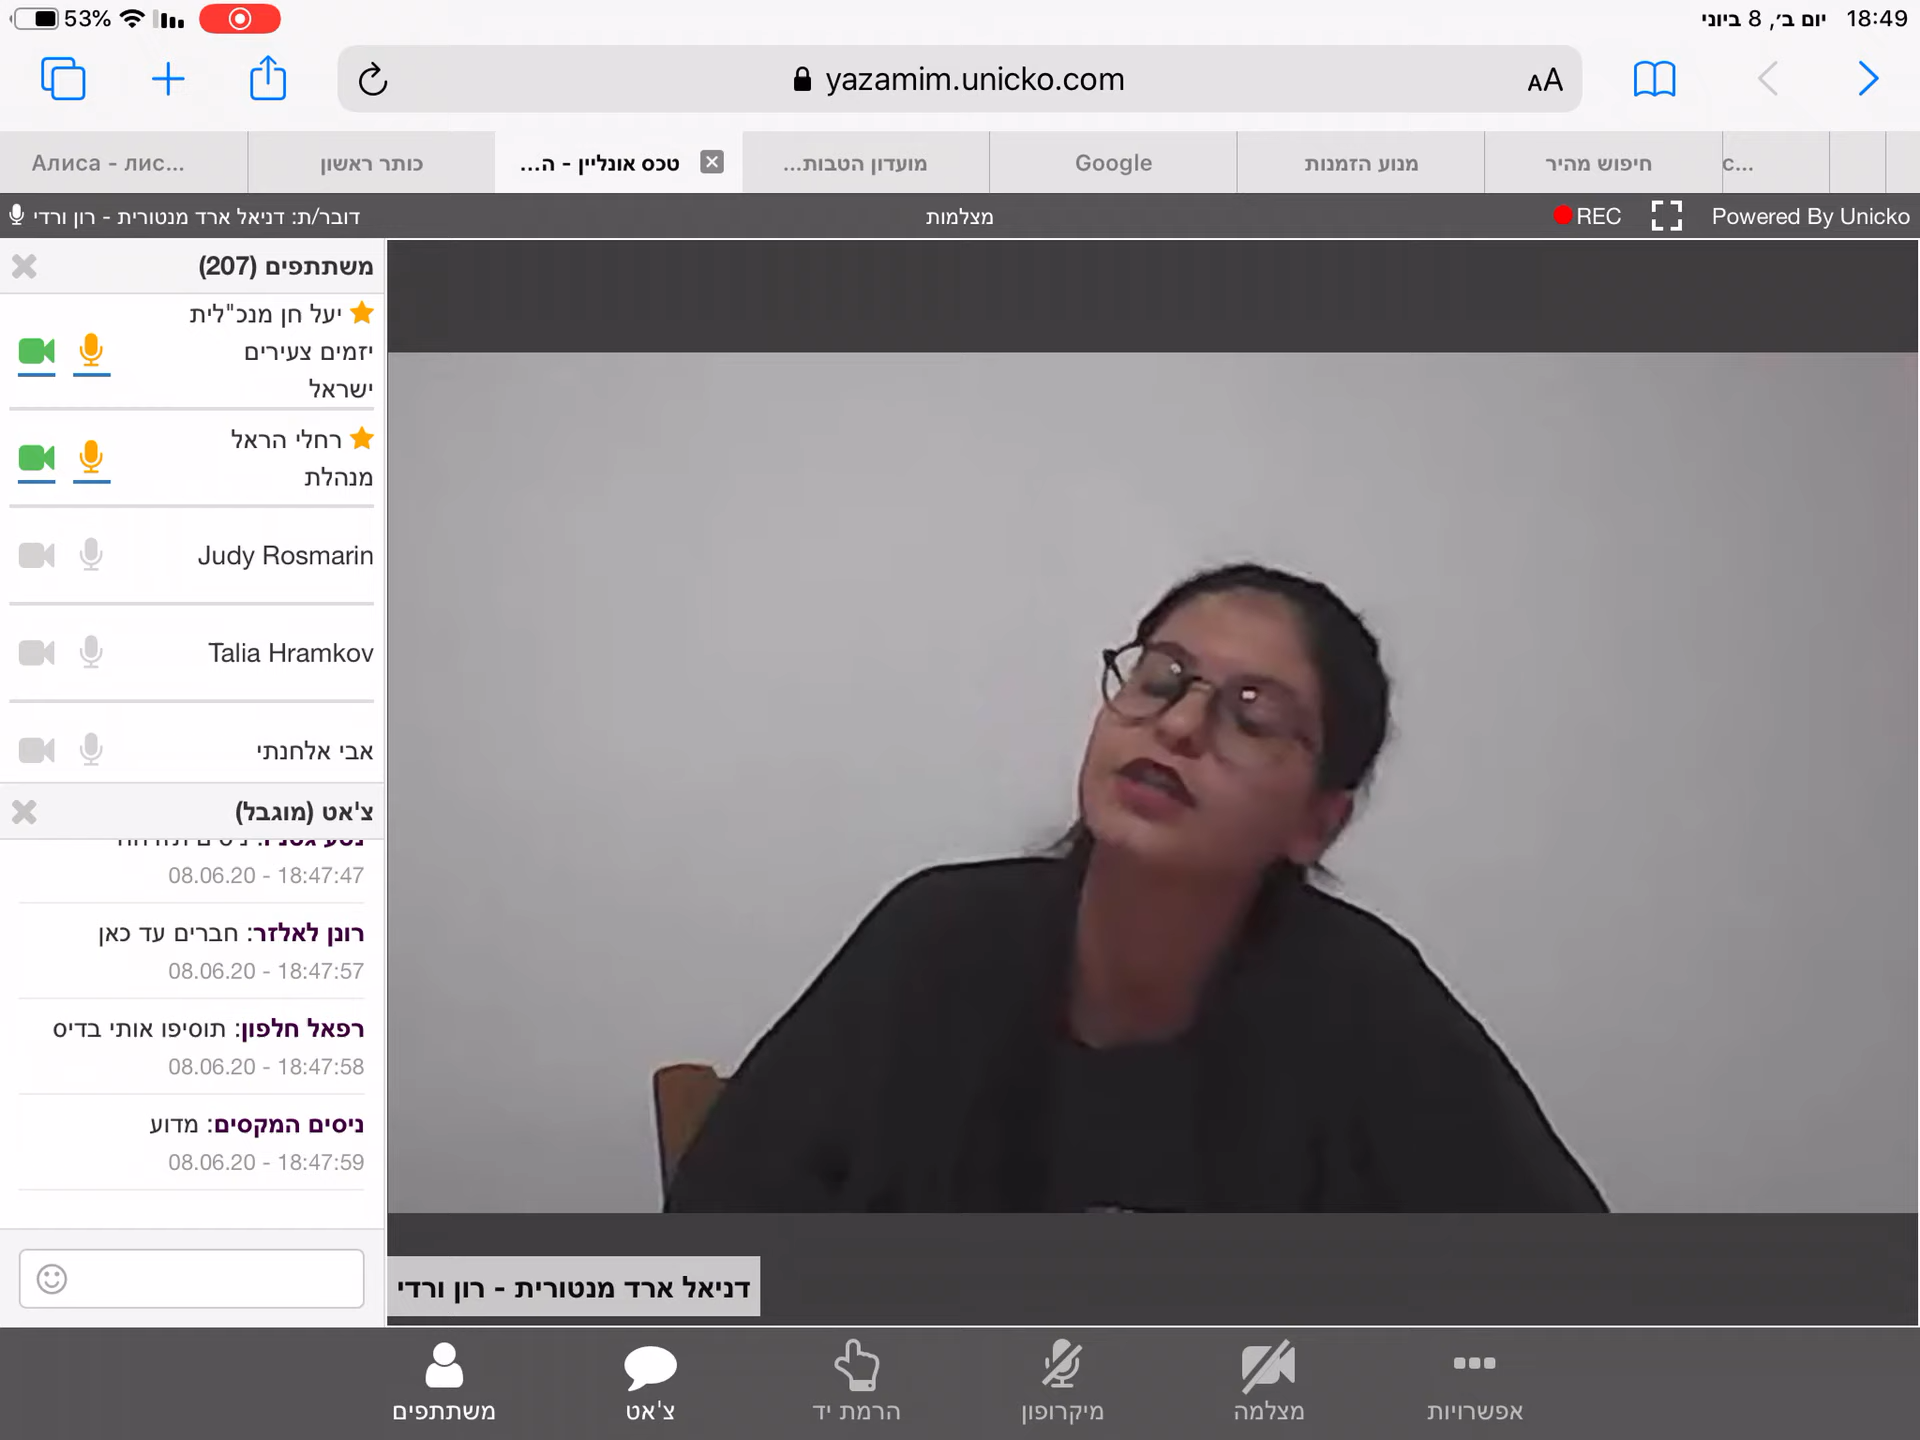 53%
יום ב׳, 8 ביוני 18:49
yazamim.unicko.com
AA
Алиса - лис...
כותר ראשון
טכס אונליין - ה...
מועדון הטבות...
Google
מנוע הזמנות
חיפוש מהיר
c...
דובר/ת: דניאל ארד מנטורית - רון ורדי
מצלמות
REC
Powered By Unicko
משתתפים (207)
יעל חן מנכ"לית
יזמים צעירים
ישראל
רחלי הראל
מנהלת
Judy Rosmarin
Talia Hramkov
אבי אלחנתי
צ'אט (מוגבל)
08.06.20 - 18:47:47
רונן לאלזר: חברים עד כאן
08.06.20 - 18:47:57
רפאל חלפון: תוסיפו אותי בדיס
08.06.20 - 18:47:58
ניסים המקסים: מדוע
08.06.20 - 18:47:59
דניאל ארד מנטורית - רון ורדי
משתתפים
צ'אט
הרמת יד
מיקרופון
מצלמה
אפשרויות